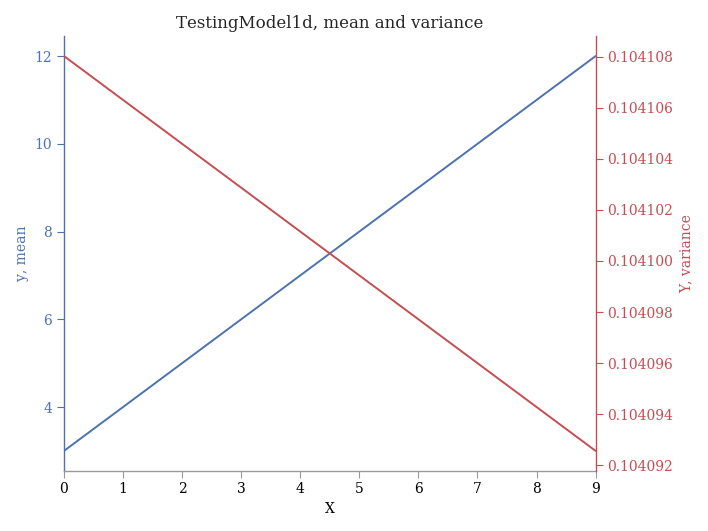 TestingModel1d, mean and variance
12
10
8
6
4
y, mean
0.104108
0.104106
0.104104
0.104102
0.104100
0.104098
0.104096
0.104094
0.104092
Y, variance
0 1 2 3 4 5 6 7 8 9
X